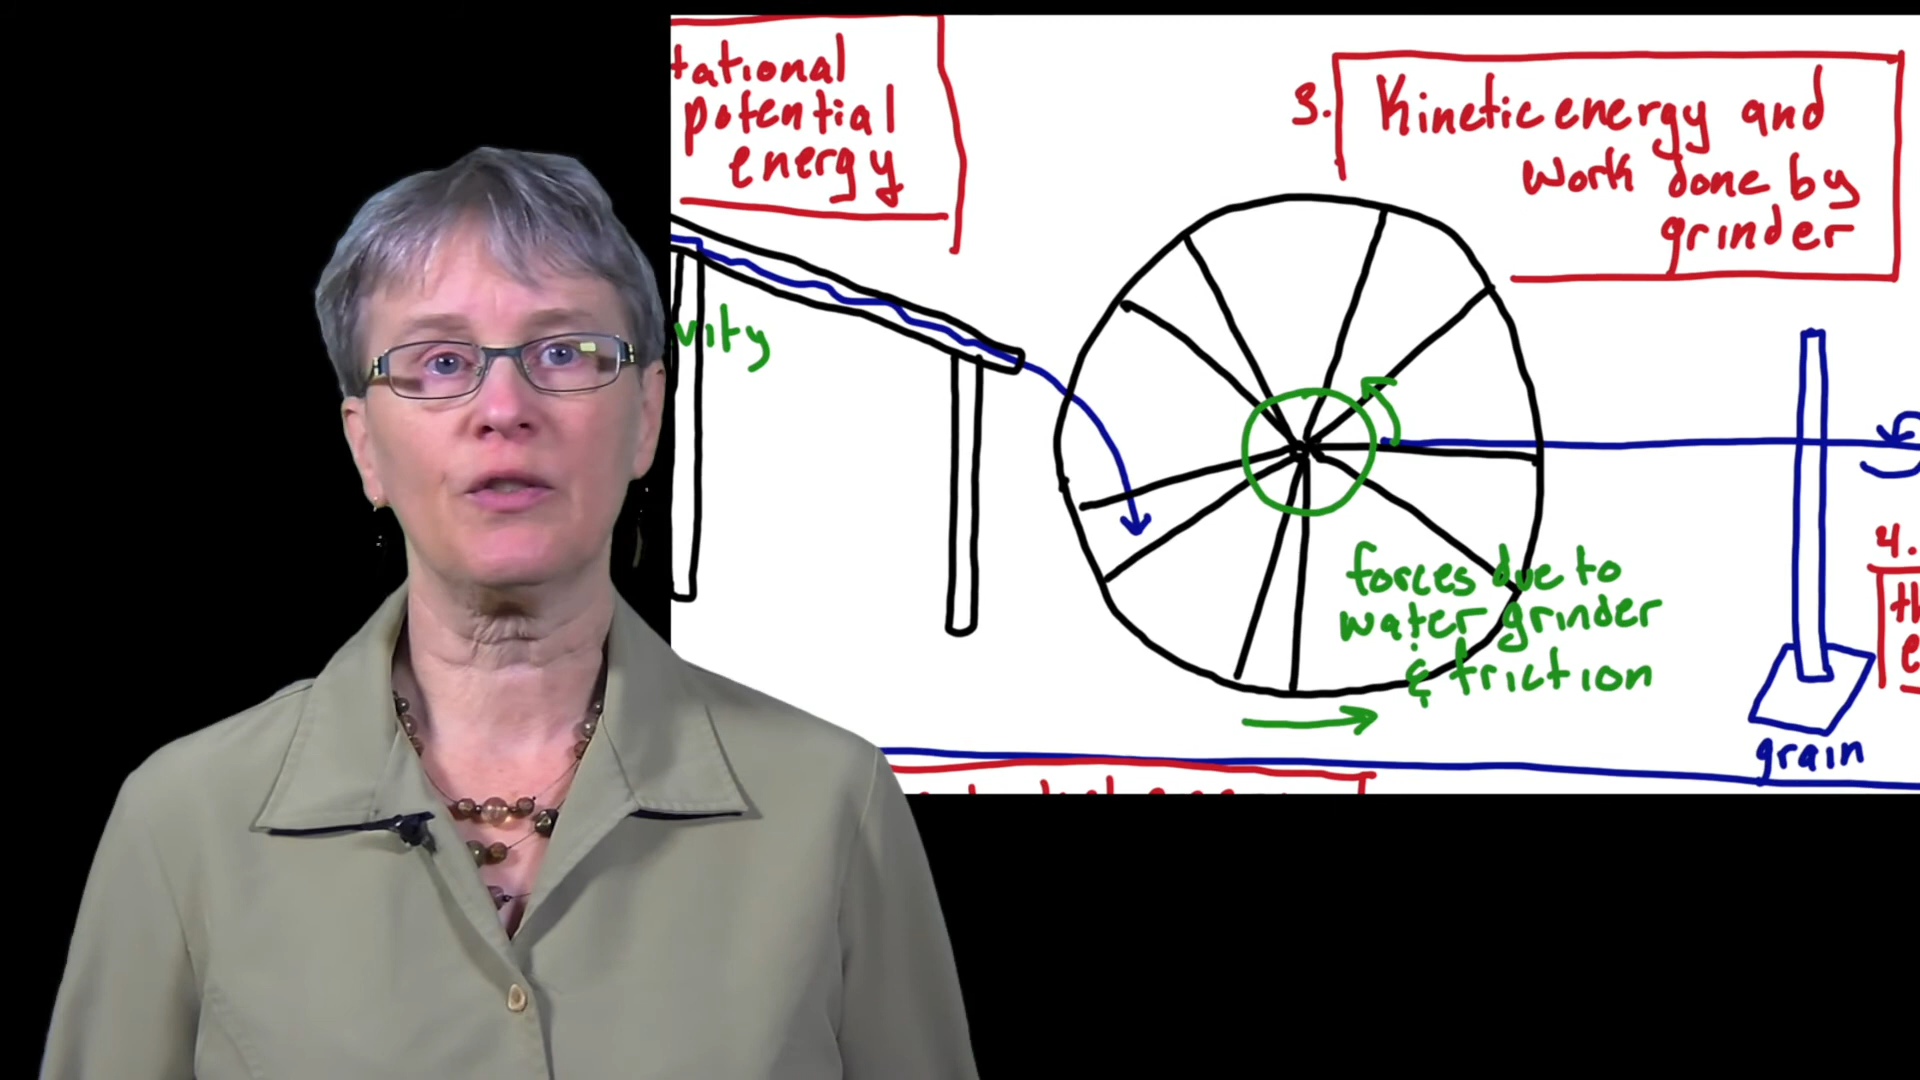 tational
potential
energy
3. Kinetic energy and
work done by
grinder
vity
forces due to
water grinder
& friction
4.
th
e
grain